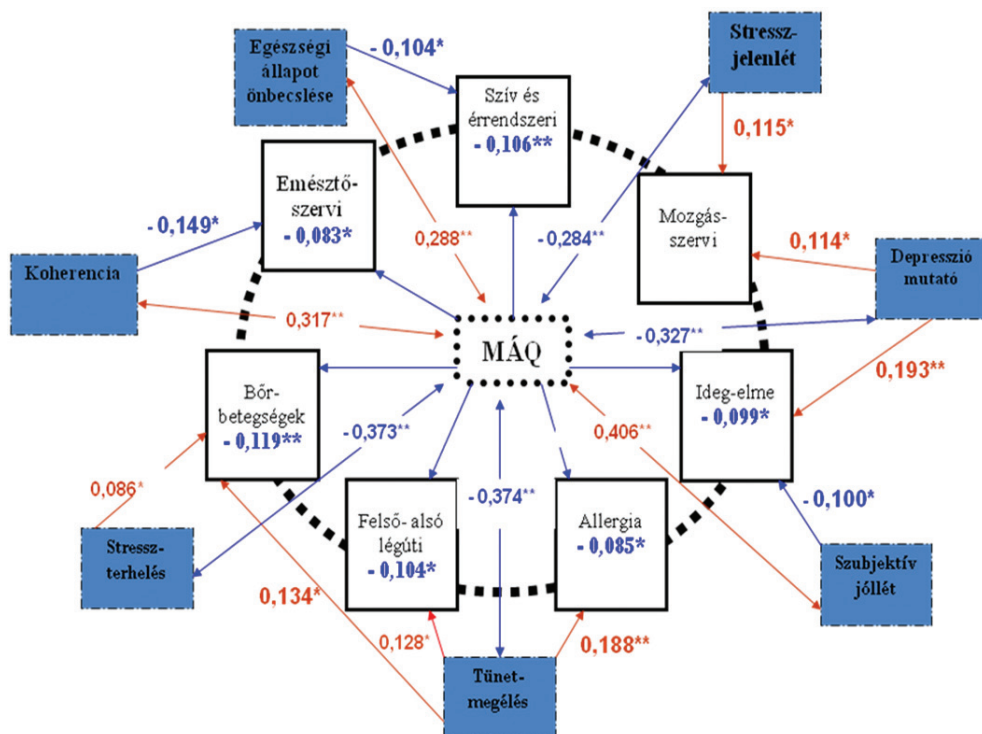 Egészségi
állapot
önbecslése
- 0,104*
Stressz-
jelenlét
Szív és
érrendszeri
- 0,106**
0,115*
Emésztő-
szervi
- 0,083*
Mozgás-
szervi
- 0,149*
0,288**
- 0,284**
0,114*
Koherencia
Depresszió
mutató
0,317**
MÁQ
- 0,327**
0,193**
Bőr-
betegségek
- 0,119**
Ideg-elme
- 0,099*
- 0,373**
0,406**
0,086*
- 0,374**
- 0,100*
Felső- alsó
légúti
- 0,104*
Allergia
- 0,085*
Stressz-
terhelés
Szubjektív
jóllét
0,134*
0,128*
0,188**
Tünet-
megélés